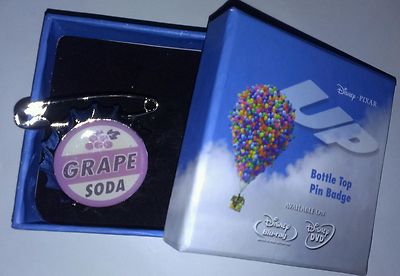 GRAPE
SODA
Disney · PIXAR
UP
Bottle Top
Pin Badge
AVAILABLE ON
Disney Blu-ray Disney DVD